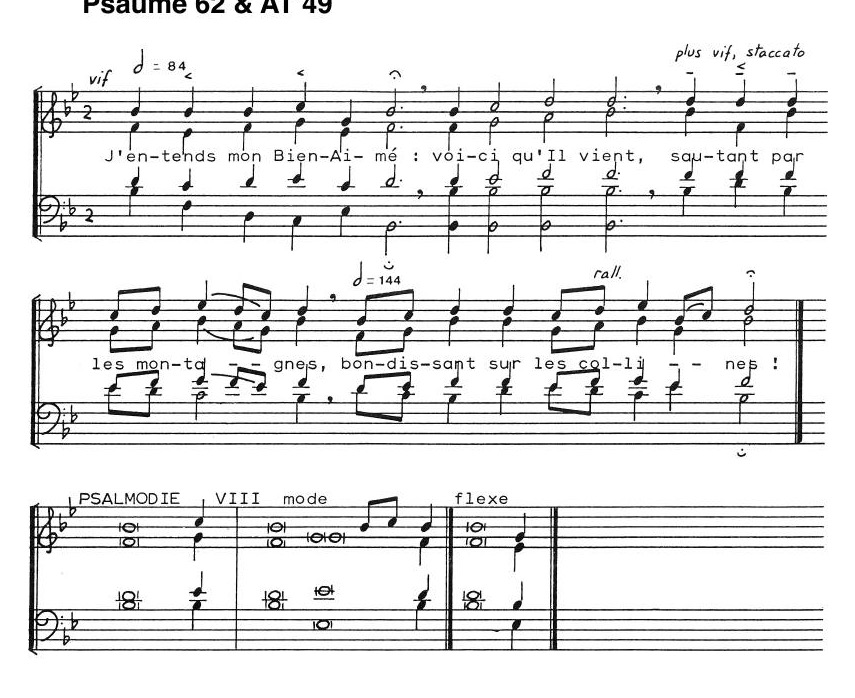 Psaume 62 & AT 49
vif = 84
plus vif, staccato
J'en-tends mon Bien-Ai- mé : voi-ci qu'Il vient, sau-tant par
= 144
rall.
les mon-ta - - gnes, bon-dis-sant sur les col-li - - nes !
PSALMODIE VIII mode flexe